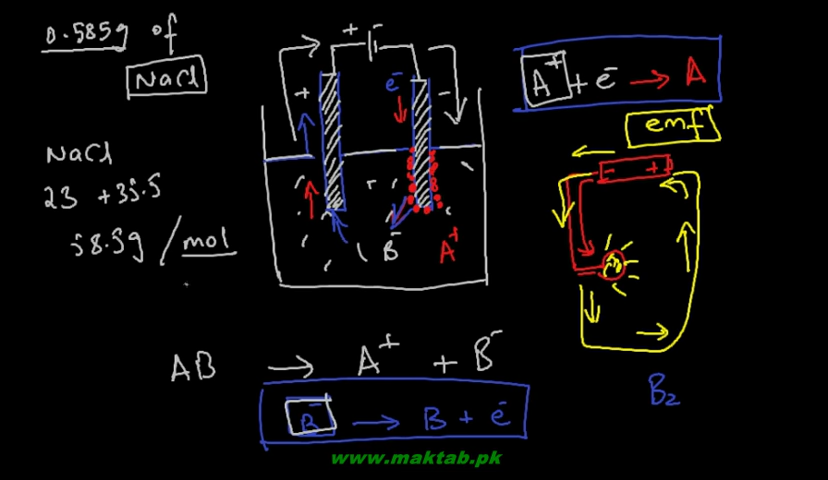 0.585g of
NaCl
NaCl
23 + 35.5
58.5g / mol
+
+ -
e⁻
-
B⁻
A⁺
A⁺ + e⁻ → A
emf
- +
AB → A⁺ + B⁻
B⁻ → B + e⁻
B₂
www.maktab.pk